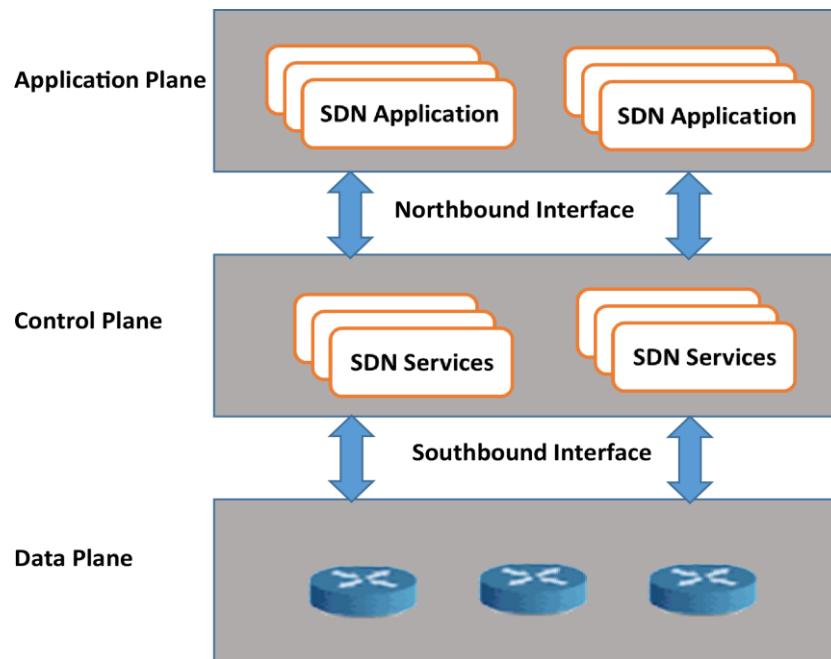 Application Plane
SDN Application
SDN Application
Northbound Interface
Control Plane
SDN Services
SDN Services
Southbound Interface
Data Plane